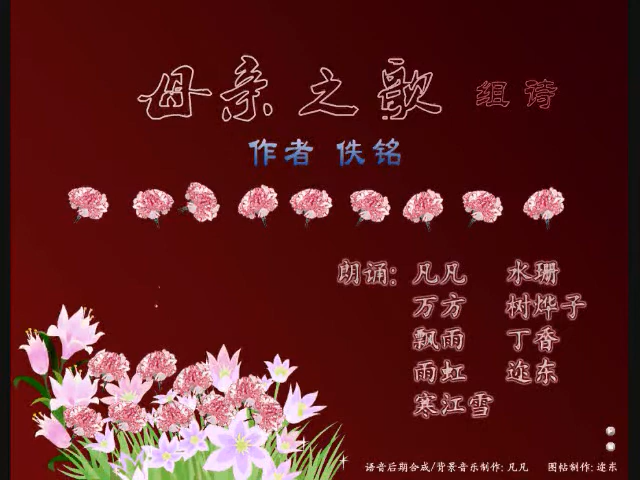 母亲之歌 组诗
作者 佚铭
朗诵: 凡凡 水珊
万方 树烨子
飘雨 丁香
雨虹 迩东
寒江雪
语音后期合成/背景音乐制作: 凡凡 图帖制作: 迩东